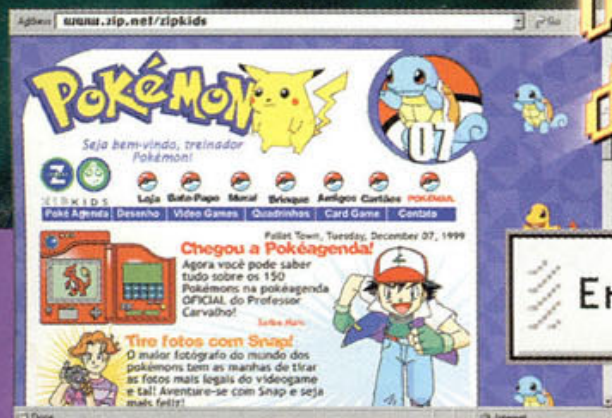 Address www.zip.net/zipkids Go
POKÉMON
07
Seja bem-vindo, treinador
Pokémon!
Z
KIDS
Loja Bate-Papo Mural Brinque Amigos Cartões
Poké Agenda Desenho Video Games Quadrinhos Card Game Contato
Pallet Town, Tuesday, December 07, 1999
Chegou a Pokéagenda!
Agora você pode saber
tudo sobre os 150
Pokémons na pokéagenda
OFICIAL do Professor
Carvalho!
Saiba Mais
Tire fotos com Snap!
O maior fotógrafo do mundo dos
pokémons tem as manhas de tirar
as fotos mais legais do videogame
e tal! Aventure-se com Snap e seja
mais feliz!